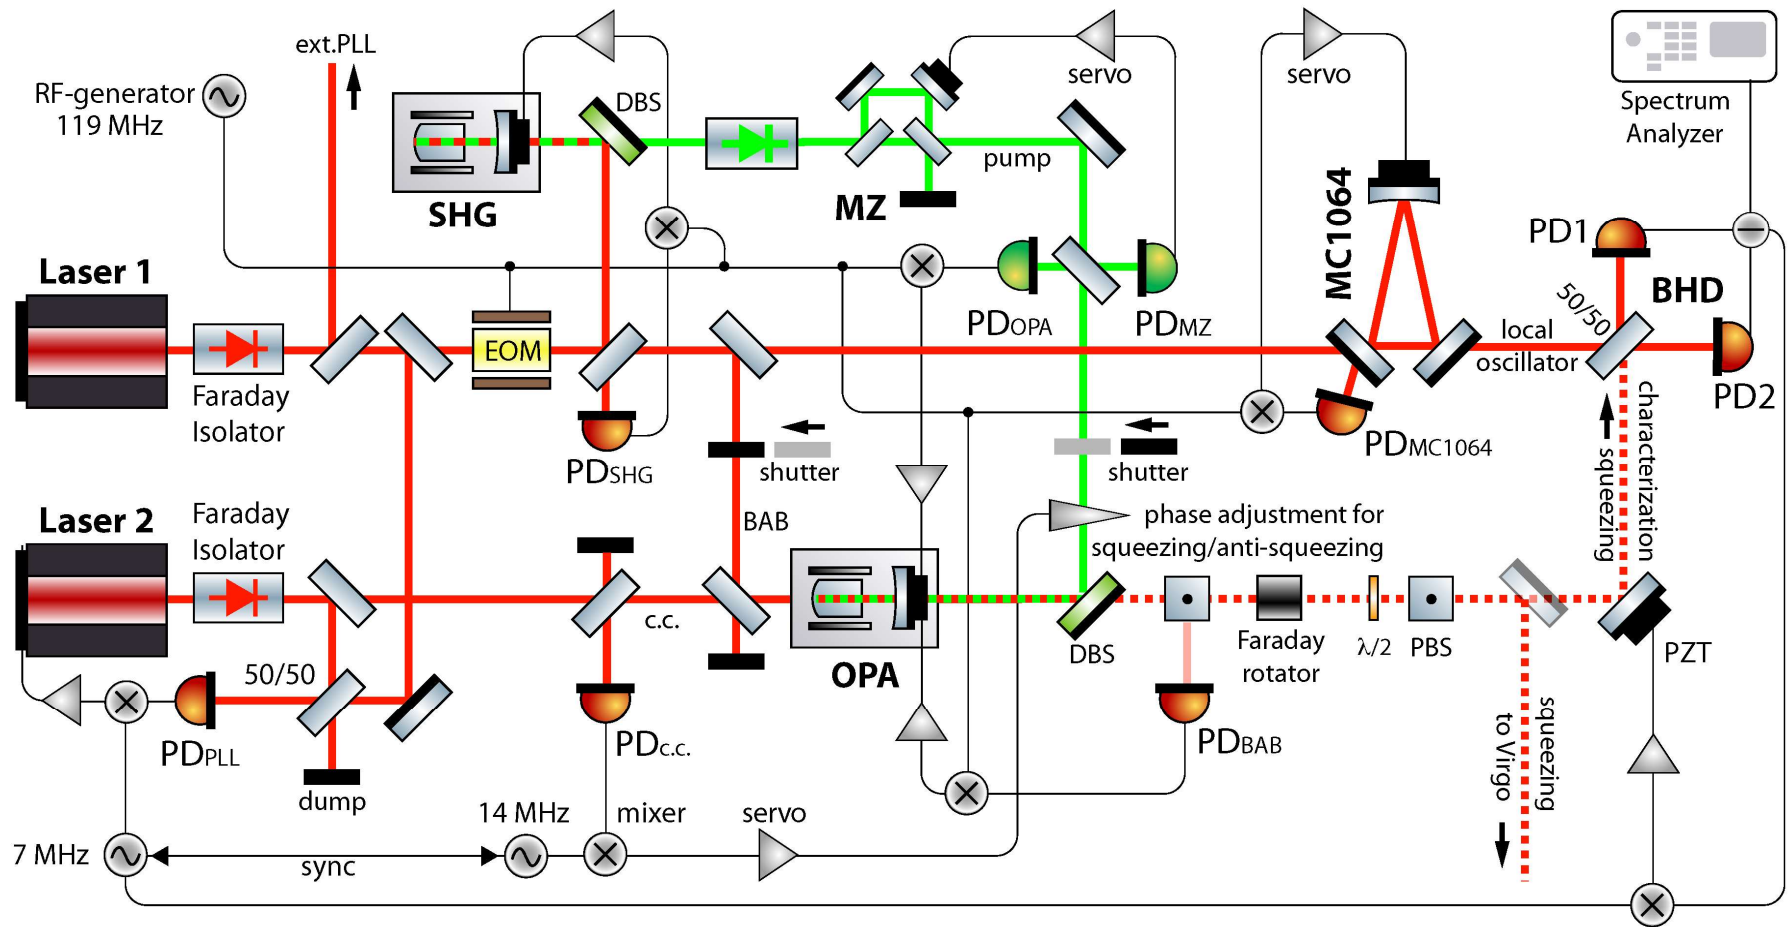 ext.PLL
RF-generator
119 MHz
DBS
servo
servo
Spectrum
Analyzer
pump
SHG
MZ
MC1064
PD1
BHD
50/50
Laser 1
PDOPA
PDMZ
EOM
local
oscillator
PD2
Faraday
Isolator
PDSHG
shutter
shutter
PDMC1064
characterization
squeezing
Laser 2
Faraday
Isolator
BAB
phase adjustment for
squeezing/anti-squeezing
c.c.
OPA
DBS
Faraday
rotator
λ/2
PBS
PZT
50/50
PDPLL
PDc.c.
PDBAB
squeezing
to Virgo
dump
14 MHz
mixer
servo
7 MHz
sync